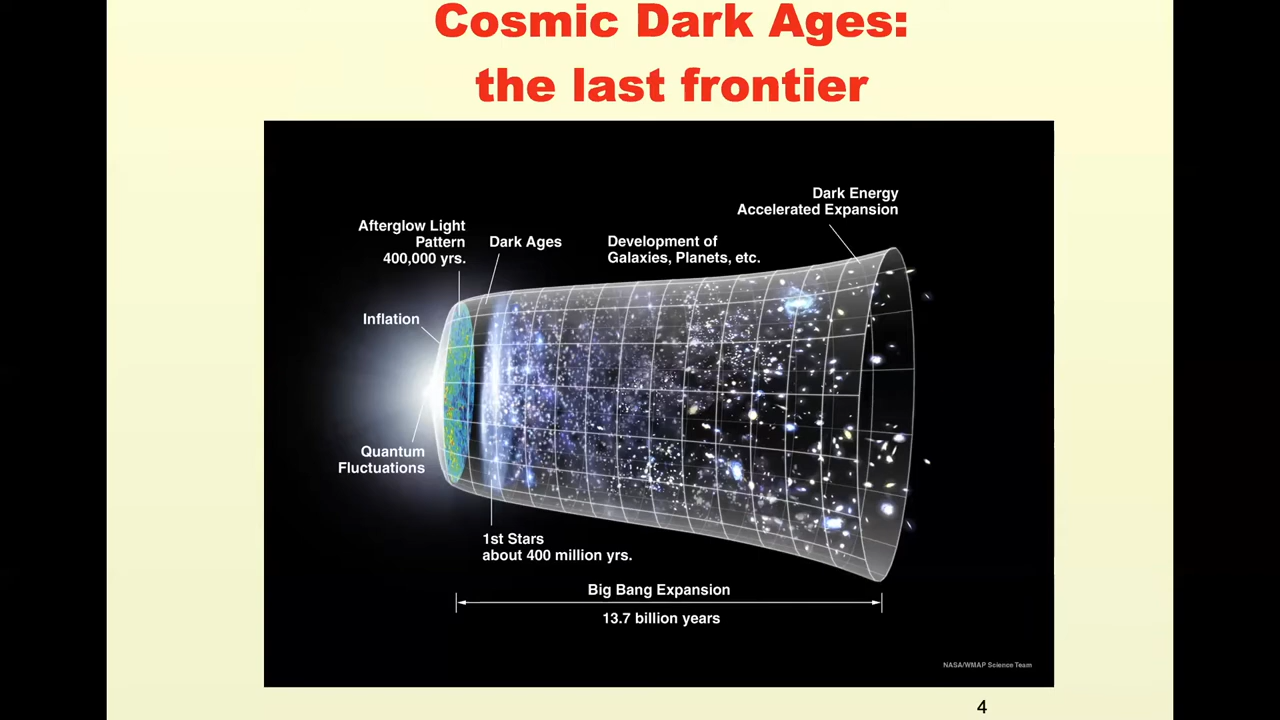 Cosmic Dark Ages:
the last frontier
Dark Energy
Accelerated Expansion
Afterglow Light
Pattern
400,000 yrs.
Dark Ages
Development of
Galaxies, Planets, etc.
Inflation
Quantum
Fluctuations
1st Stars
about 400 million yrs.
Big Bang Expansion
13.7 billion years
NASA/WMAP Science Team
4